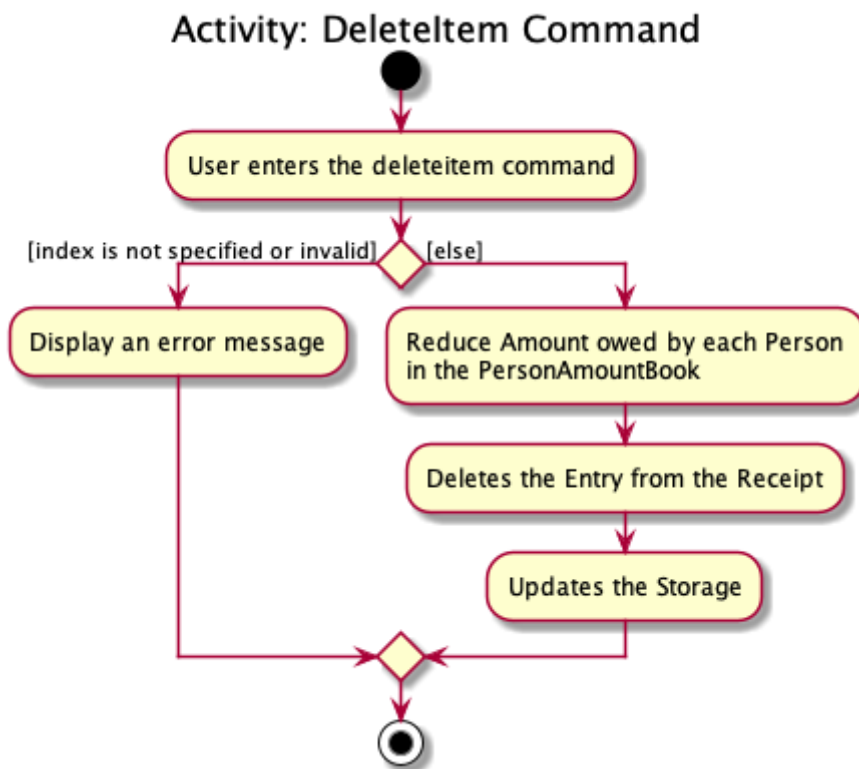 Activity: DeleteItem Command
User enters the deleteitem command
[index is not specified or invalid]
[else]
Display an error message
Reduce Amount owed by each Person
in the PersonAmountBook
Deletes the Entry from the Receipt
Updates the Storage